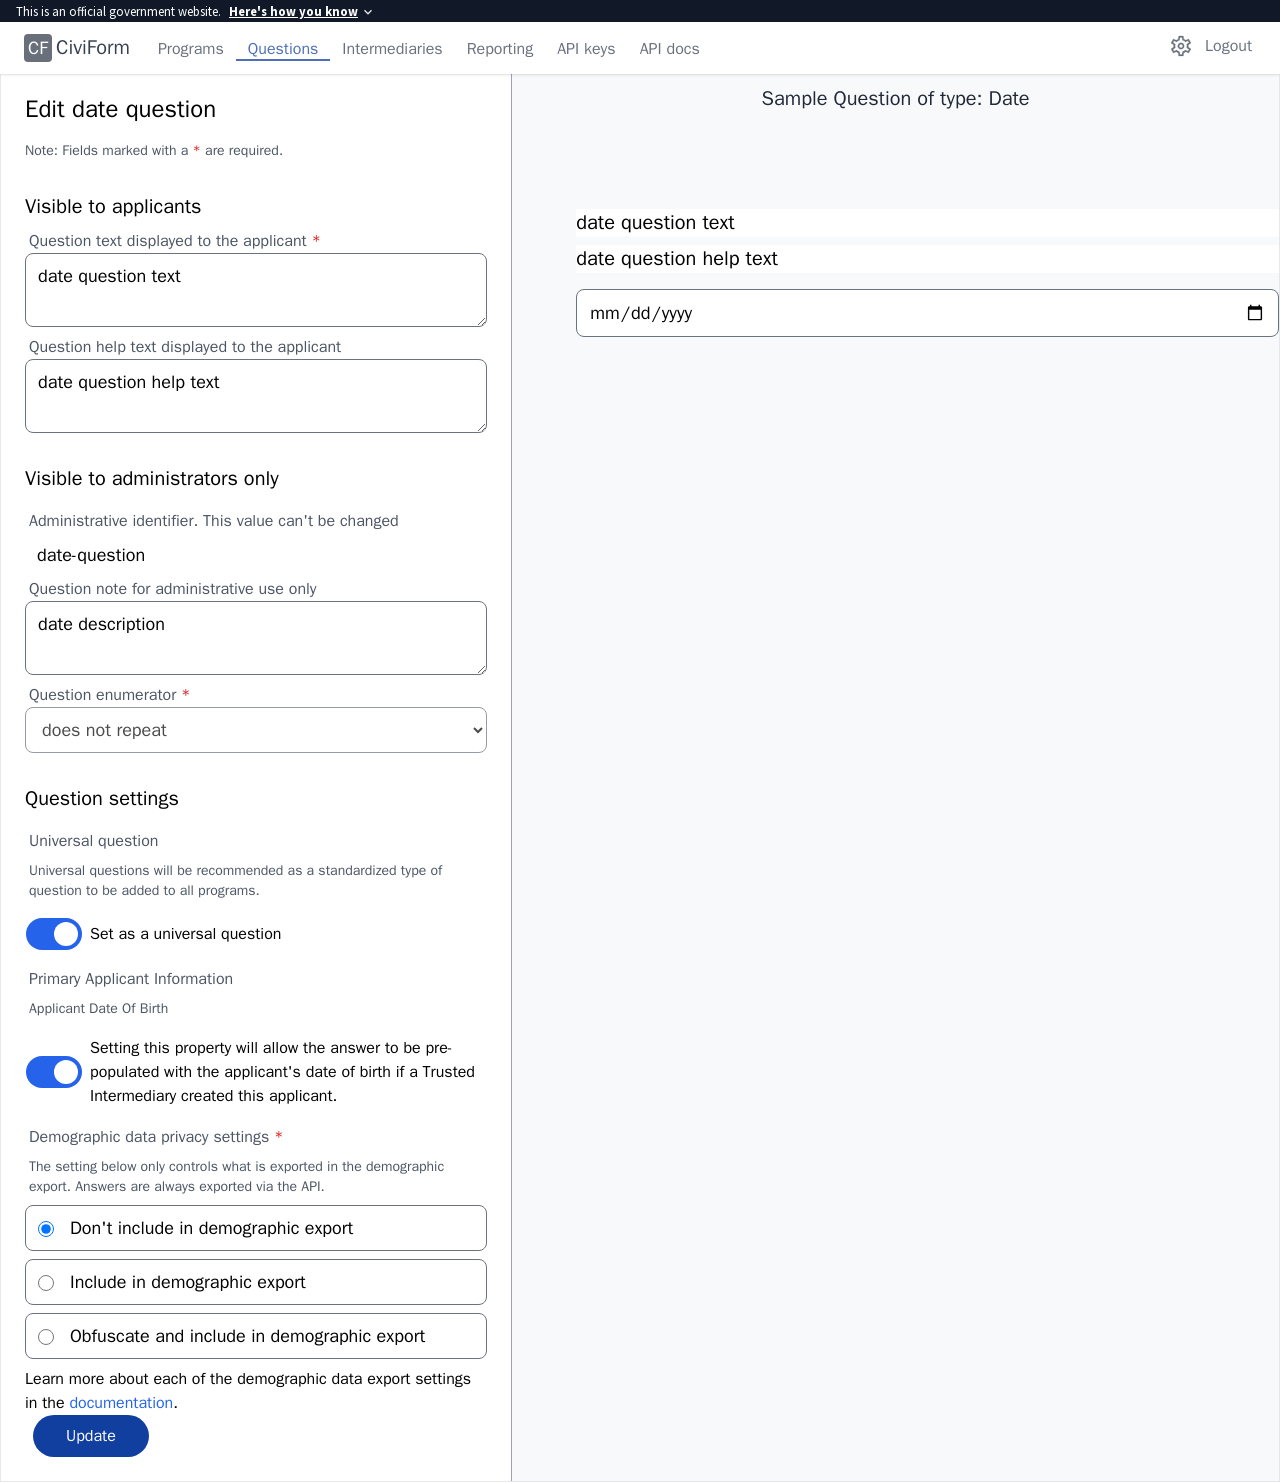 This is an official government website. Here's how you know
CF CiviForm Programs Questions Intermediaries Reporting API keys API docs Logout
Edit date question
Note: Fields marked with a * are required.
Visible to applicants
Question text displayed to the applicant *
date question text
Question help text displayed to the applicant
date question help text
Visible to administrators only
Administrative identifier. This value can't be changed
date-question
Question note for administrative use only
date description
Question enumerator *
does not repeat
Question settings
Universal question
Universal questions will be recommended as a standardized type of
question to be added to all programs.
Set as a universal question
Primary Applicant Information
Applicant Date Of Birth
Setting this property will allow the answer to be pre-
populated with the applicant's date of birth if a Trusted
Intermediary created this applicant.
Demographic data privacy settings *
The setting below only controls what is exported in the demographic
export. Answers are always exported via the API.
Don't include in demographic export
Include in demographic export
Obfuscate and include in demographic export
Learn more about each of the demographic data export settings
in the documentation.
Update
Sample Question of type: Date
date question text
date question help text
mm/dd/yyyy